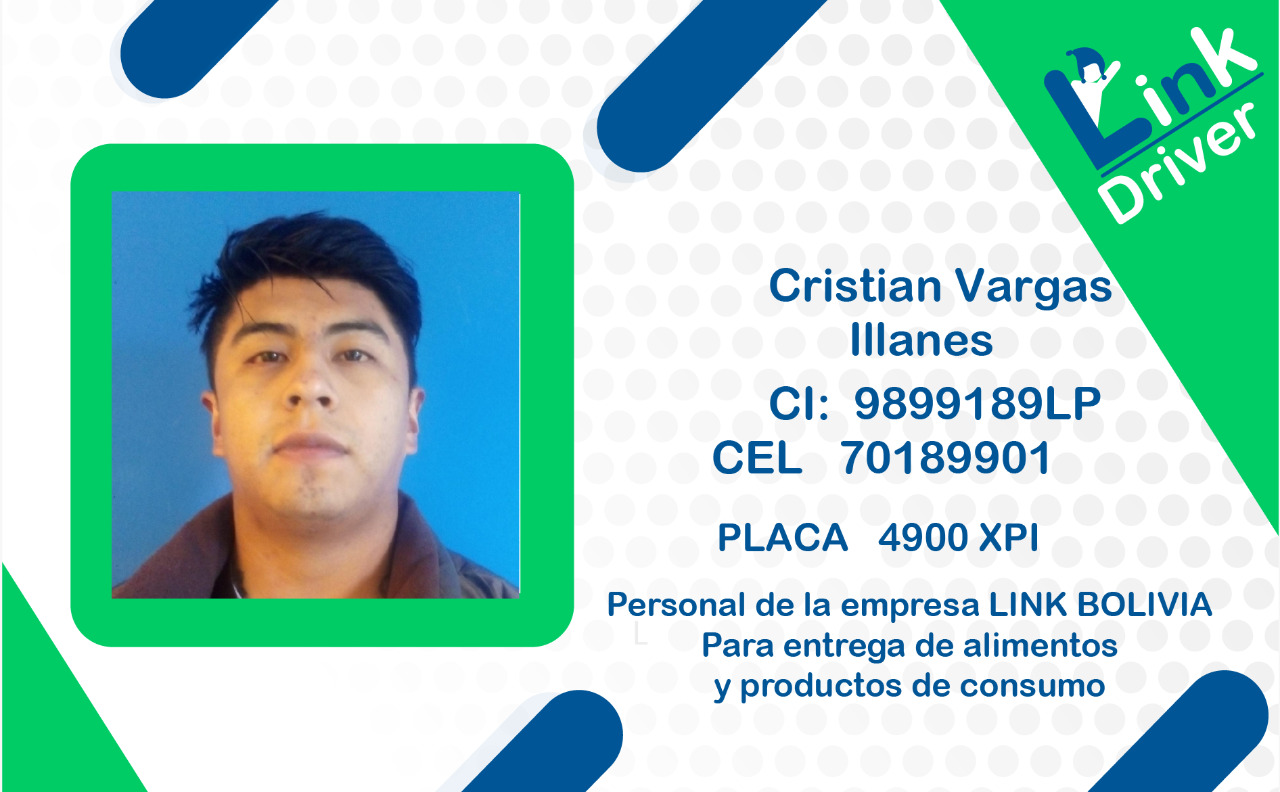 Link
Driver
Cristian Vargas
Illanes
CI: 9899189LP
CEL 70189901
PLACA 4900 XPI
Personal de la empresa LINK BOLIVIA
L
Para entrega de alimentos
y productos de consumo